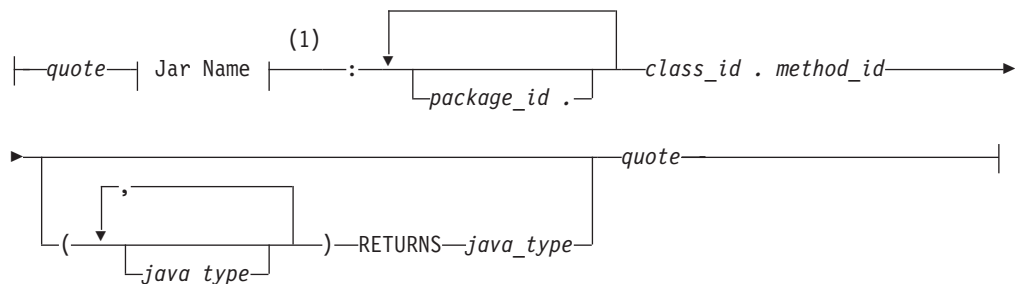 (1)
quote Jar Name : class_id . method_id
package_id .
quote
,
( ) RETURNS java_type
java type